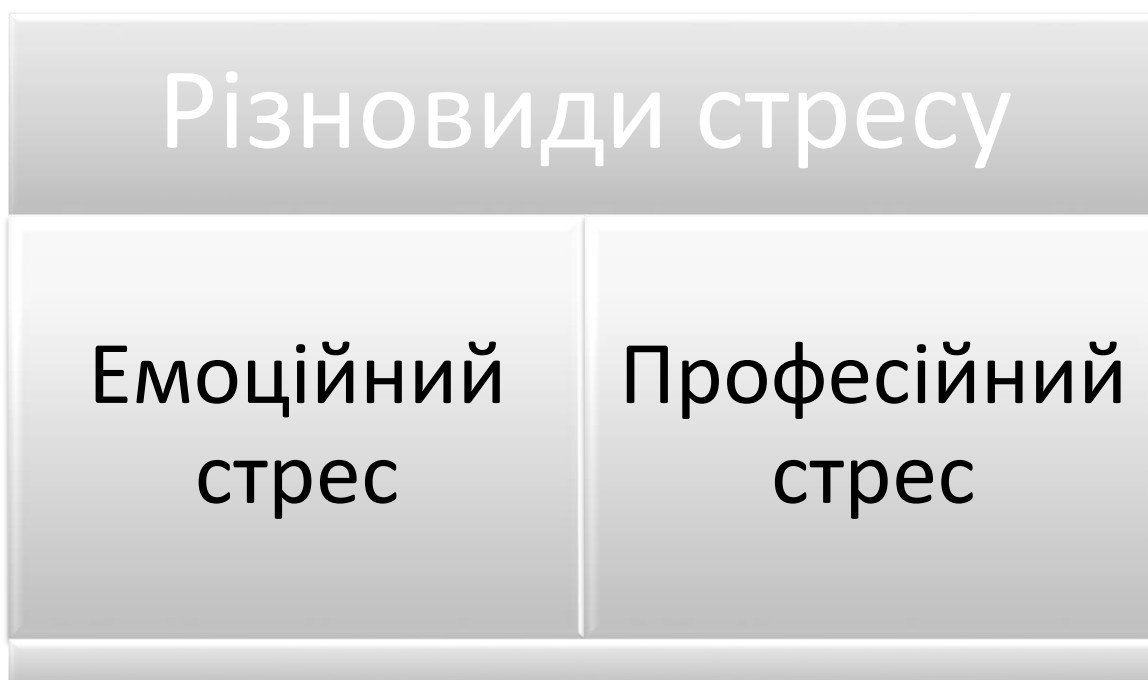 Різновиди стресу
Емоційний
стрес
Професійний
стрес